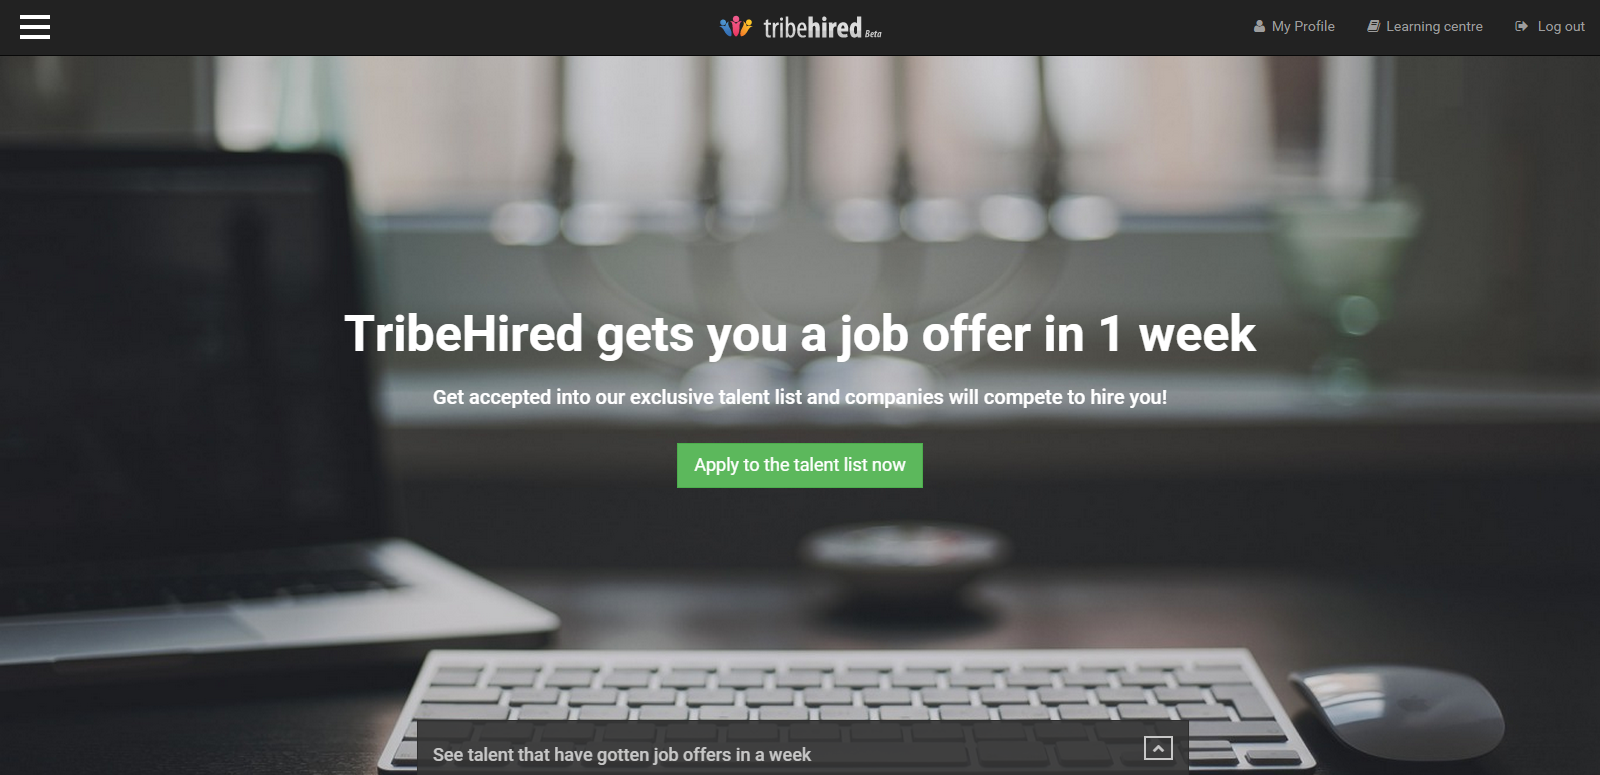 tribehired Beta
My Profile
Learning centre
Log out
TribeHired gets you a job offer in 1 week
Get accepted into our exclusive talent list and companies will compete to hire you!
Apply to the talent list now
See talent that have gotten job offers in a week